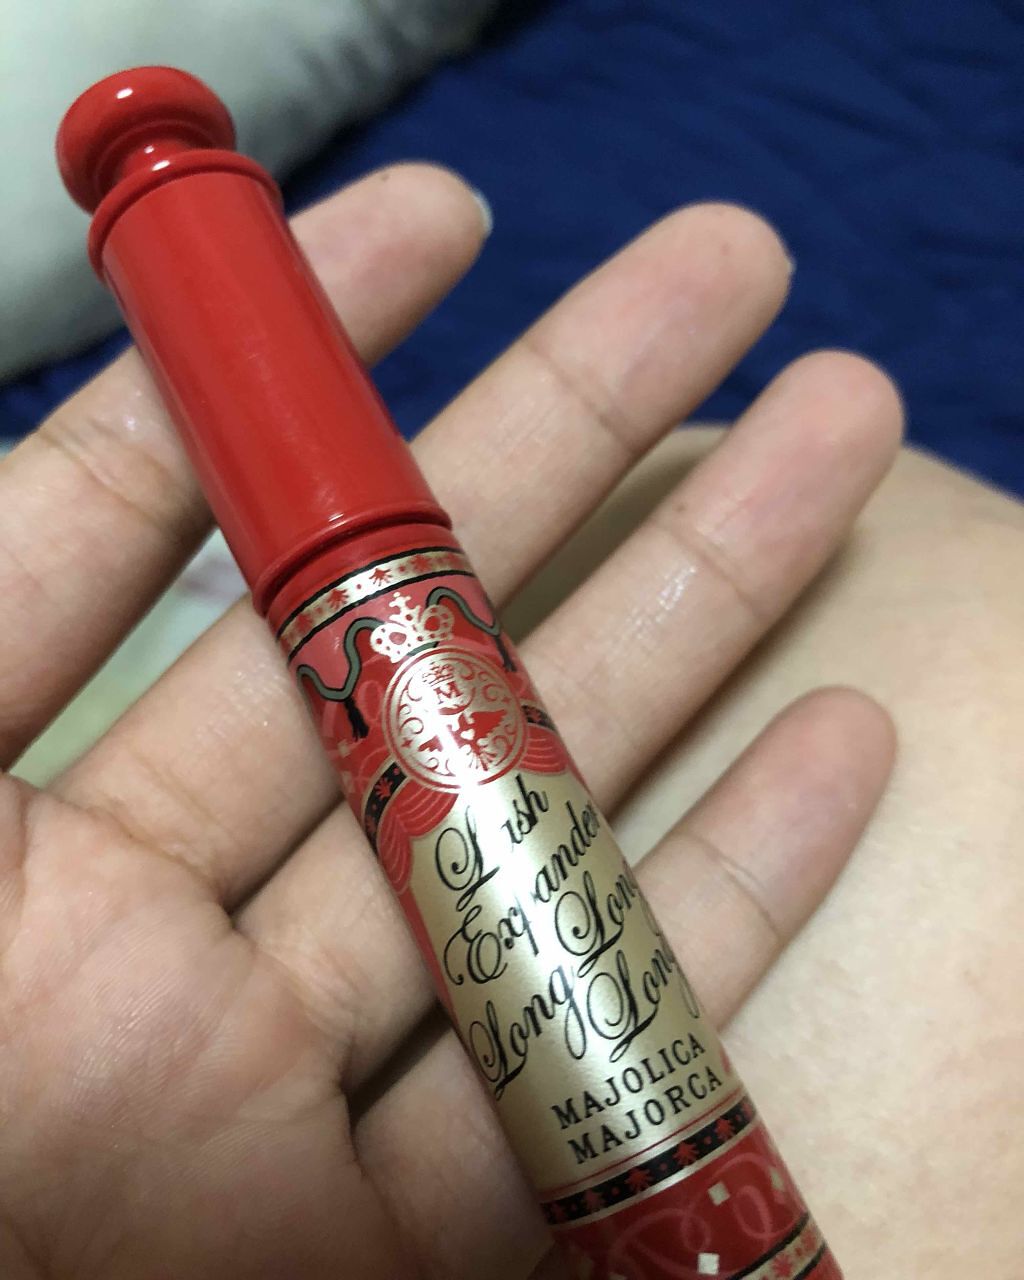 M
Lash
Expander
Long Long
Long
MAJOLICA
MAJORCA